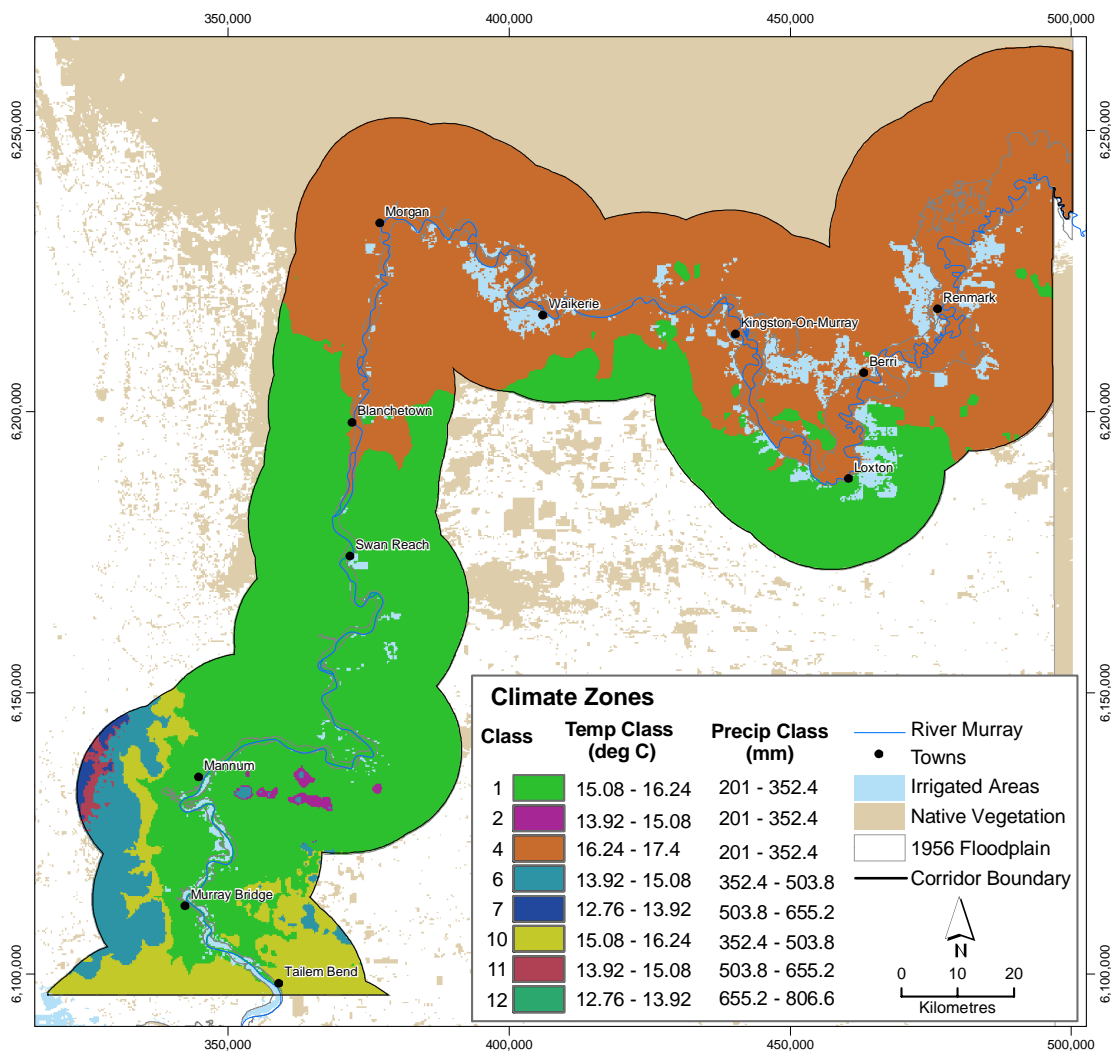 350,000
400,000
450,000
500,000
6,250,000
6,250,000
Morgan
Waikerie
Renmark
Kingston-On-Murray
Berri
6,200,000
6,200,000
Blanchetown
Loxton
Swan Reach
6,150,000
6,150,000
Mannum
Murray Bridge
Tailem Bend
6,100,000
6,100,000
Climate Zones
Class Temp Class (deg C) Precip Class (mm)
1 15.08 - 16.24 201 - 352.4
2 13.92 - 15.08 201 - 352.4
4 16.24 - 17.4 201 - 352.4
6 13.92 - 15.08 352.4 - 503.8
7 12.76 - 13.92 503.8 - 655.2
10 15.08 - 16.24 352.4 - 503.8
11 13.92 - 15.08 503.8 - 655.2
12 12.76 - 13.92 655.2 - 806.6
River Murray
Towns
Irrigated Areas
Native Vegetation
1956 Floodplain
Corridor Boundary
N
0 10 20
Kilometres
350,000
400,000
450,000
500,000